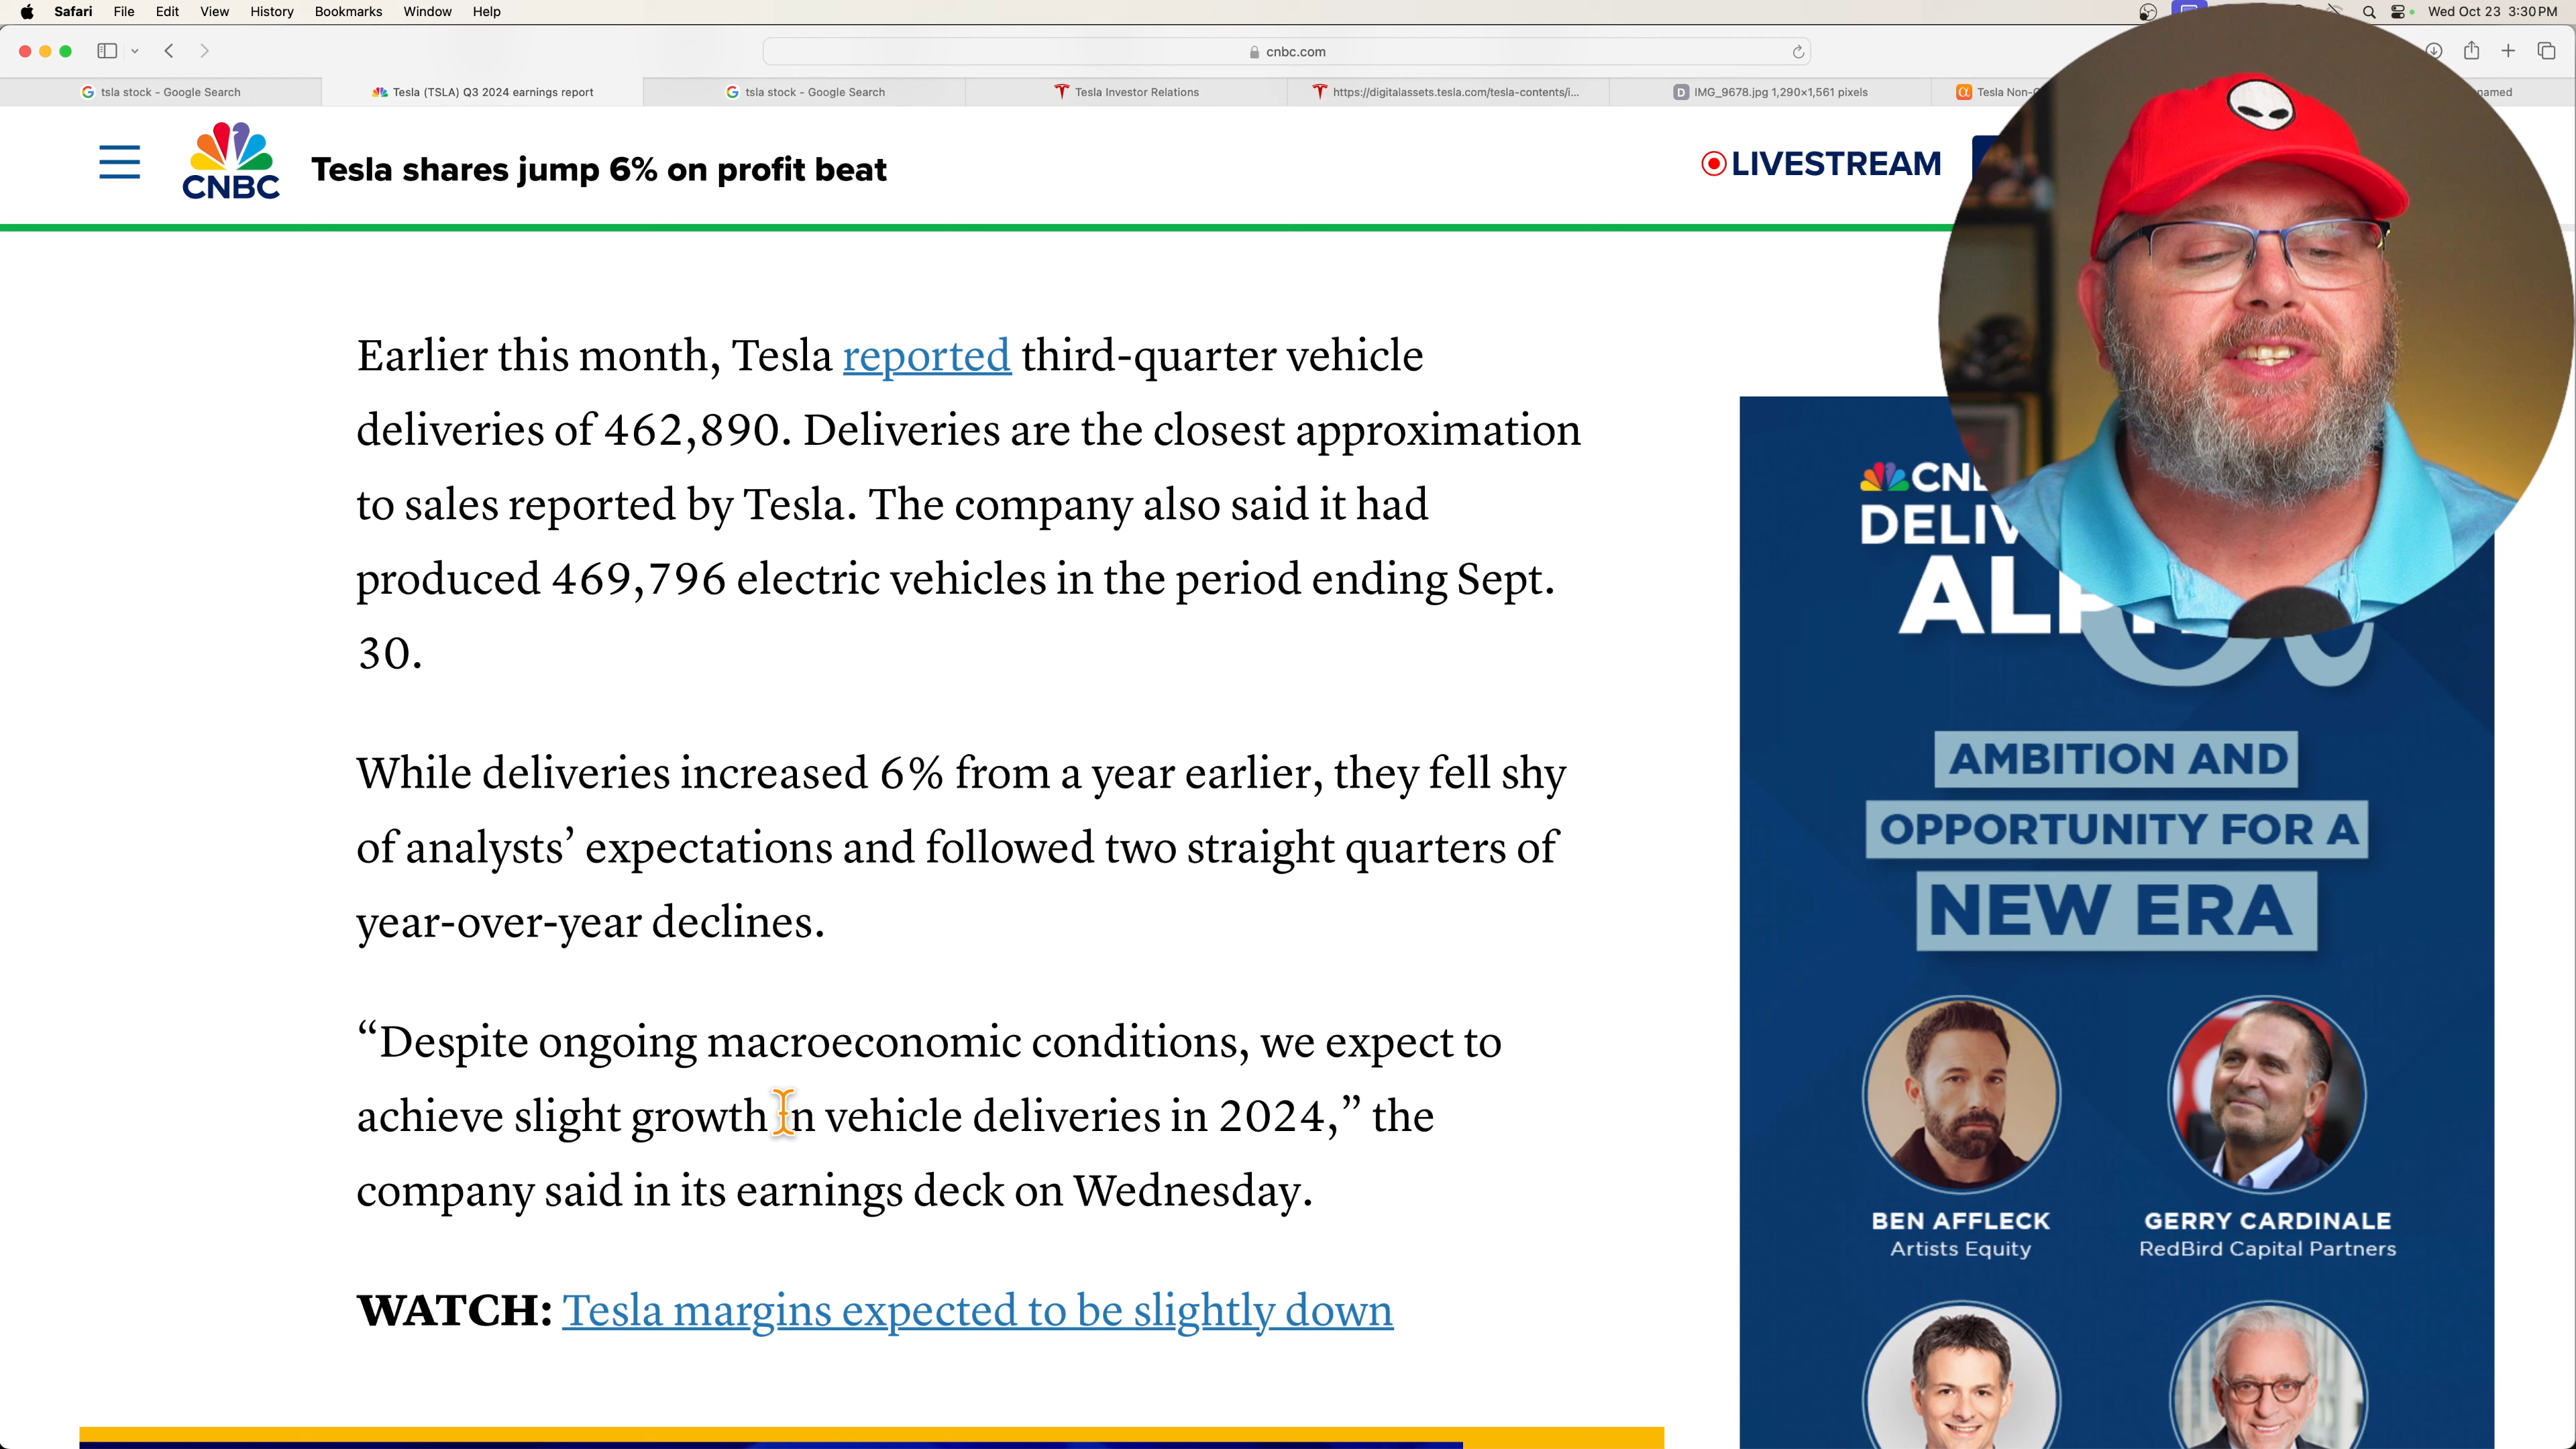 Safari File Edit View History Bookmarks Window Help
Wed Oct 23 3:30 PM
cnbc.com
tsla stock - Google Search
Tesla (TSLA) Q3 2024 earnings report
tsla stock - Google Search
Tesla Investor Relations
https://digitalassets.tesla.com/tesla-contents/i...
IMG_9678.jpg 1,290×1,561 pixels
Tesla Non-
named
CNBC
Tesla shares jump 6% on profit beat
LIVESTREAM
Earlier this month, Tesla reported third-quarter vehicle
deliveries of 462,890. Deliveries are the closest approximation
to sales reported by Tesla. The company also said it had
produced 469,796 electric vehicles in the period ending Sept.
30.
While deliveries increased 6% from a year earlier, they fell shy
of analysts’ expectations and followed two straight quarters of
year-over-year declines.
“Despite ongoing macroeconomic conditions, we expect to
achieve slight growth in vehicle deliveries in 2024,” the
company said in its earnings deck on Wednesday.
WATCH: Tesla margins expected to be slightly down
AMBITION AND
OPPORTUNITY FOR A
NEW ERA
BEN AFFLECK
Artists Equity
GERRY CARDINALE
RedBird Capital Partners